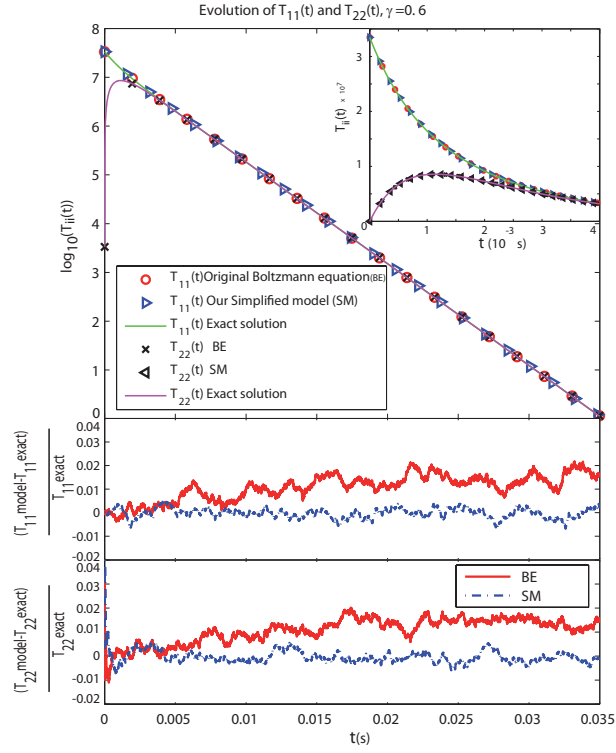 Evolution of T11(t) and T22(t), γ=0.6
8
7
6
5
4
3
2
1
0
log10(Tii(t))
3
2
1
0
Tii(t) × 10^7
0
1
2
3
4
t (10 -3 s)
T11(t)Original Boltzmann equation(BE)
T11(t) Our Simplified model (SM)
T11(t) Exact solution
T22(t) BE
T22(t) SM
T22(t) Exact solution
(T11model-T11exact)
T11exact
0.04
0.03
0.02
0.01
0
-0.01
-0.02
(T22model-T22exact)
T22exact
0.04
0.03
0.02
0.01
0
-0.01
-0.02
BE
SM
0 0.005 0.01 0.015 0.02 0.025 0.03 0.035
t(s)